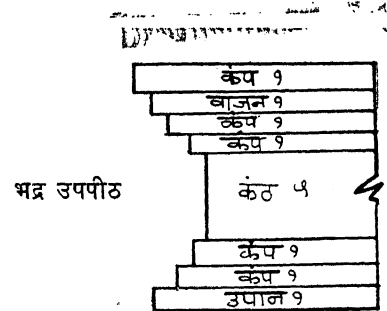 कंप १
वाजन १
कंप १
कंप १
भद्र उपपीठ
कंठ ५
कंप १
कंप १
उपान १